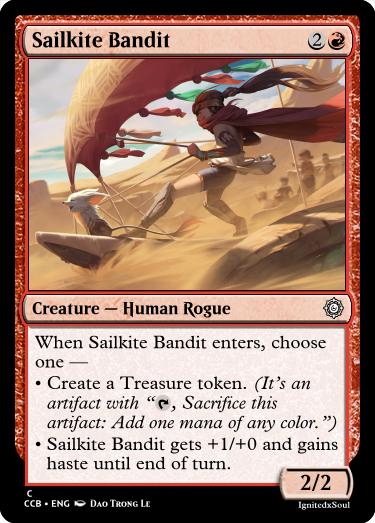 Sailkite Bandit 2
Creature — Human Rogue
When Sailkite Bandit enters, choose
one —
• Create a Treasure token. (It's an
artifact with “, Sacrifice this
artifact: Add one mana of any color.”)
• Sailkite Bandit gets +1/+0 and gains
haste until end of turn.
2/2
C
CCB • ENG Dao Trong Le
IgnitedxSoul